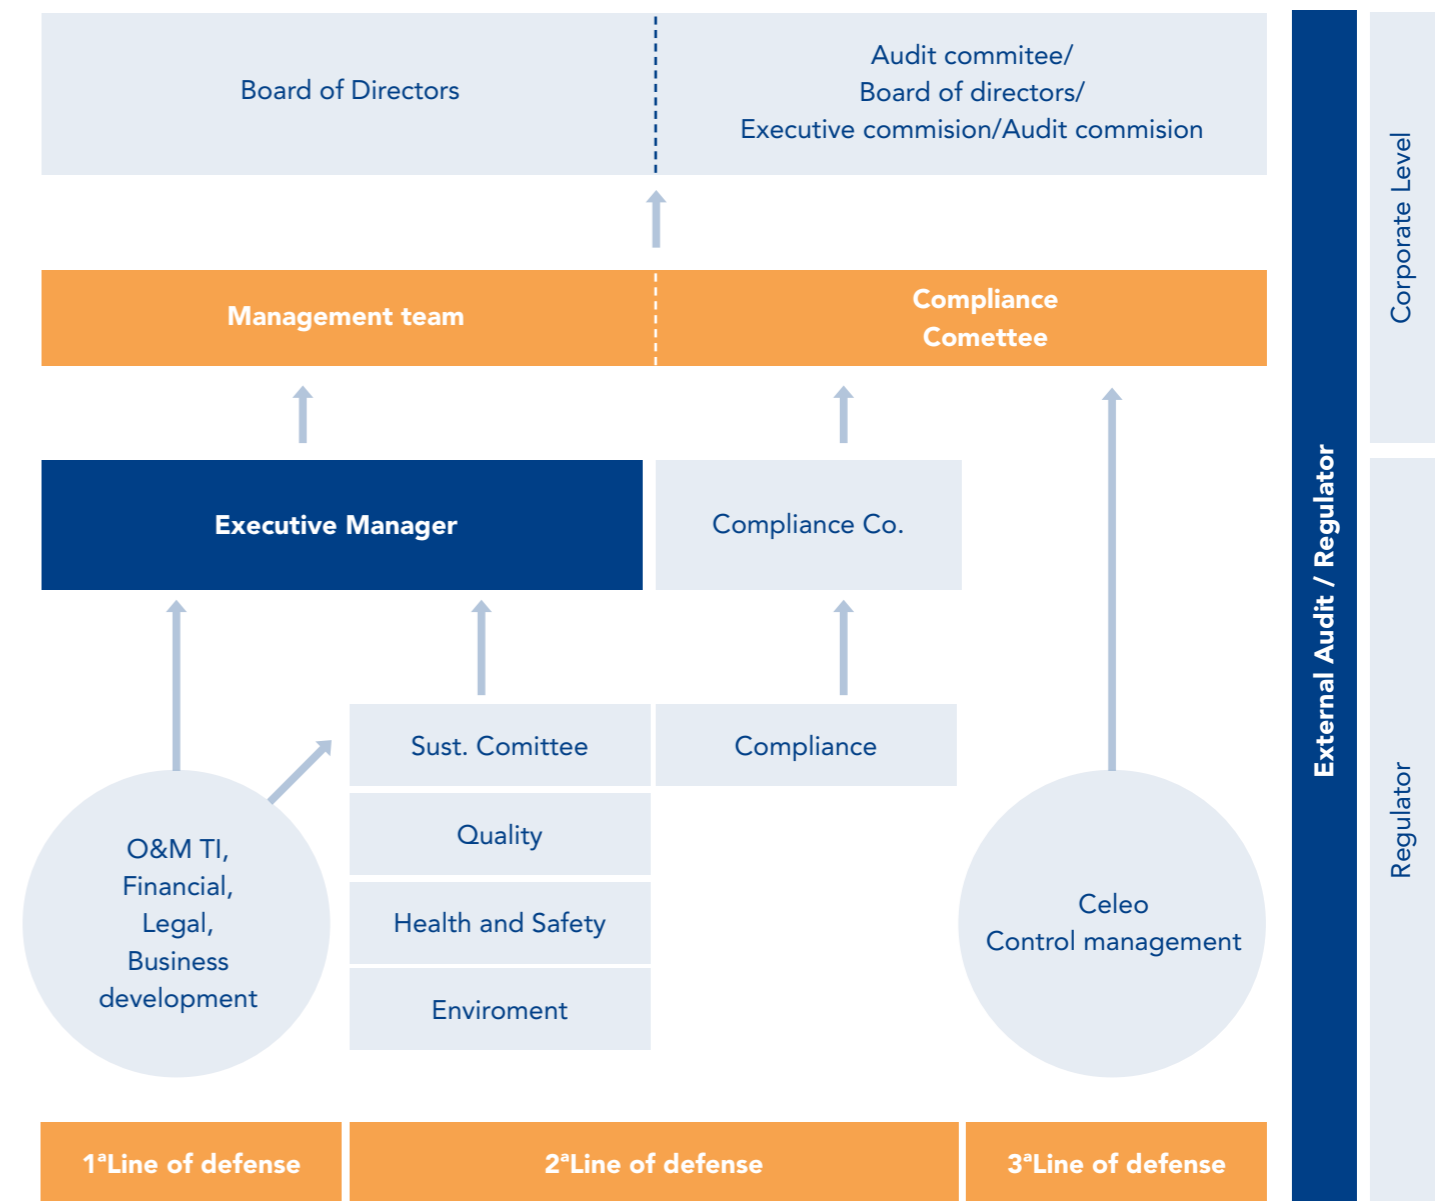 Board of Directors
Audit commitee/
Board of directors/
Executive commision/Audit commision
Management team
Compliance
Comettee
Executive Manager
Compliance Co.
Sust. Comittee
Compliance
Quality
Health and Safety
Enviroment
O&M TI,
Financial,
Legal,
Business
development
Celeo
Control management
1ªLine of defense
2ªLine of defense
3ªLine of defense
External Audit / Regulator
Corporate Level
Regulator